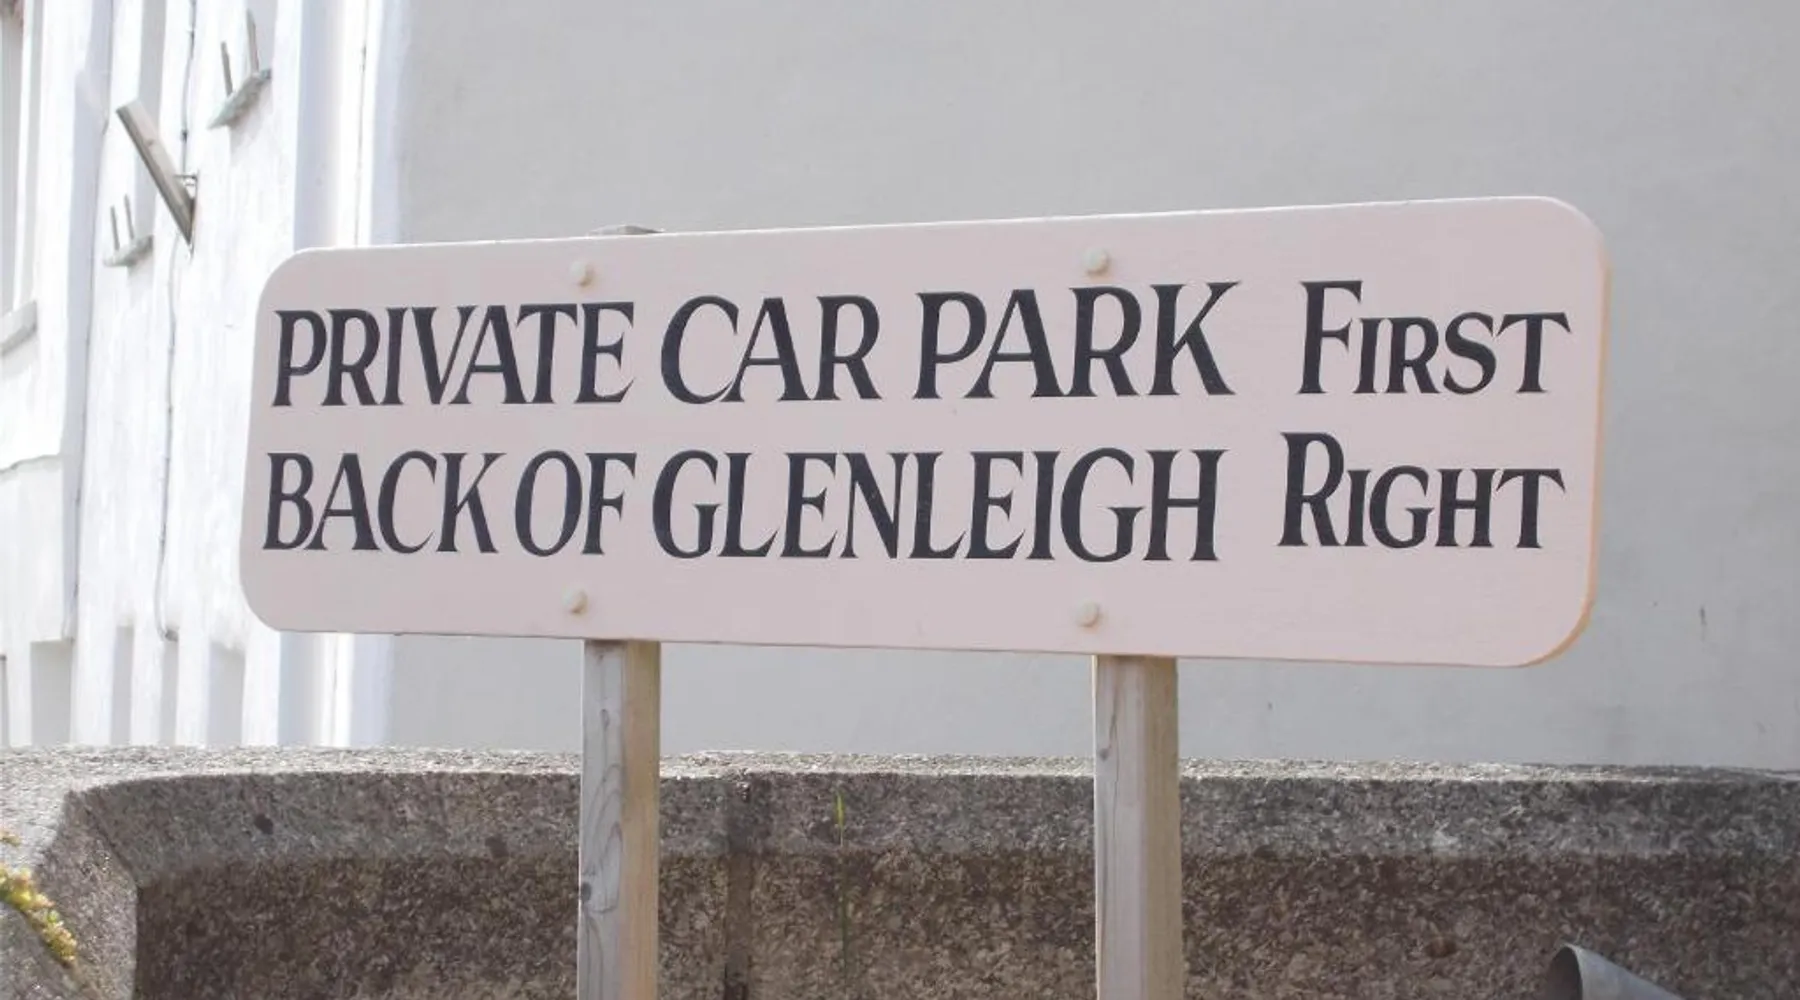 PRIVATE CAR PARK FIRST
BACK OF GLENLEIGH RIGHT